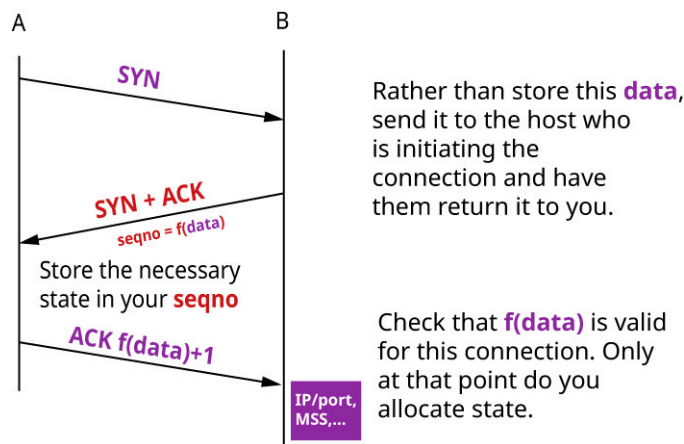 A
B
SYN
Rather than store this data,
send it to the host who
is initiating the
connection and have
them return it to you.
SYN + ACK
seqno = f(data)
Store the necessary
state in your seqno
ACK f(data)+1
Check that f(data) is valid
for this connection. Only
at that point do you
allocate state.
IP/port,
MSS,...